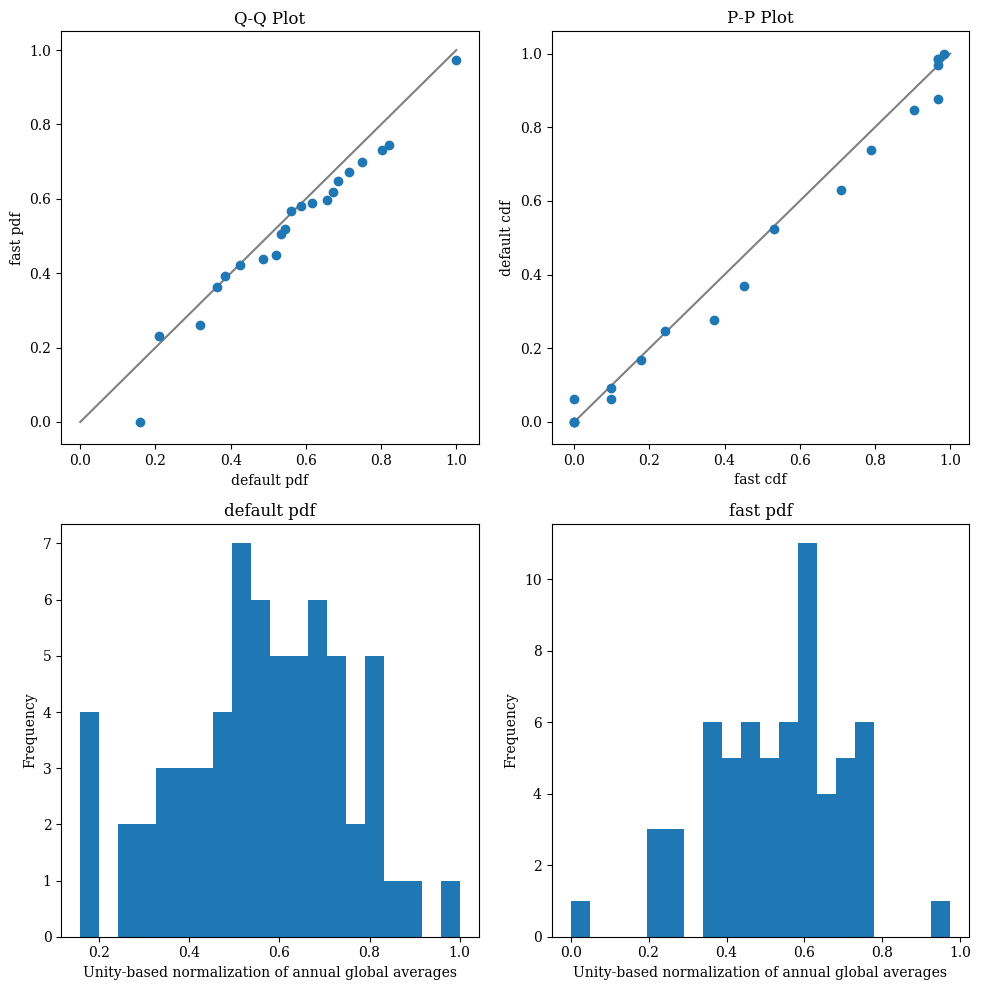 Q-Q Plot
1.0
0.8
0.6
0.4
0.2
0.0
fast pdf
0.0 0.2 0.4 0.6 0.8 1.0
default pdf
P-P Plot
1.0
0.8
0.6
0.4
0.2
0.0
default cdf
0.0 0.2 0.4 0.6 0.8 1.0
fast cdf
default pdf
7
6
5
4
3
2
1
0
Frequency
0.2 0.4 0.6 0.8 1.0
Unity-based normalization of annual global averages
fast pdf
10
8
6
4
2
0
Frequency
0.0 0.2 0.4 0.6 0.8 1.0
Unity-based normalization of annual global averages